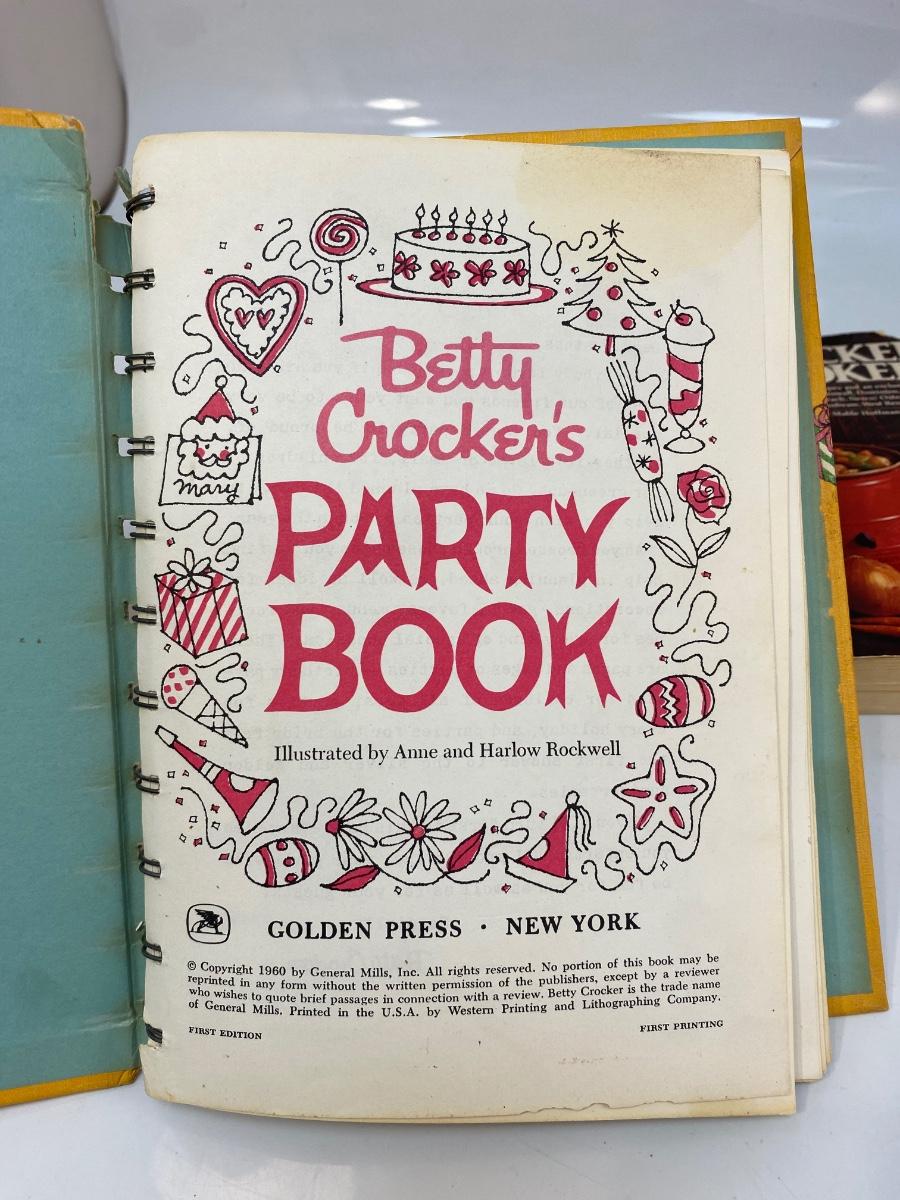 Betty
Crocker's
PARTY
BOOK
mary
Illustrated by Anne and Harlow Rockwell
GOLDEN PRESS · NEW YORK
© Copyright 1960 by General Mills, Inc. All rights reserved. No portion of this book may be
reprinted in any form without the written permission of the publishers, except by a reviewer
who wishes to quote brief passages in connection with a review. Betty Crocker is the trade name
of General Mills. Printed in the U.S.A. by Western Printing and Lithographing Company.
FIRST EDITION
FIRST PRINTING